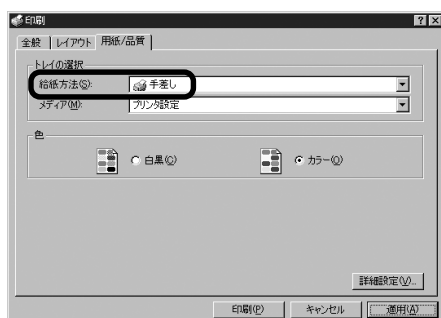 印刷
全般 レイアウト 用紙/品質
トレイの選択
給紙方法(S): 手差し
メディア(M): プリンタ設定
色
白黒(C) カラー(O)
詳細設定(V)...
印刷(P) キャンセル 適用(A)